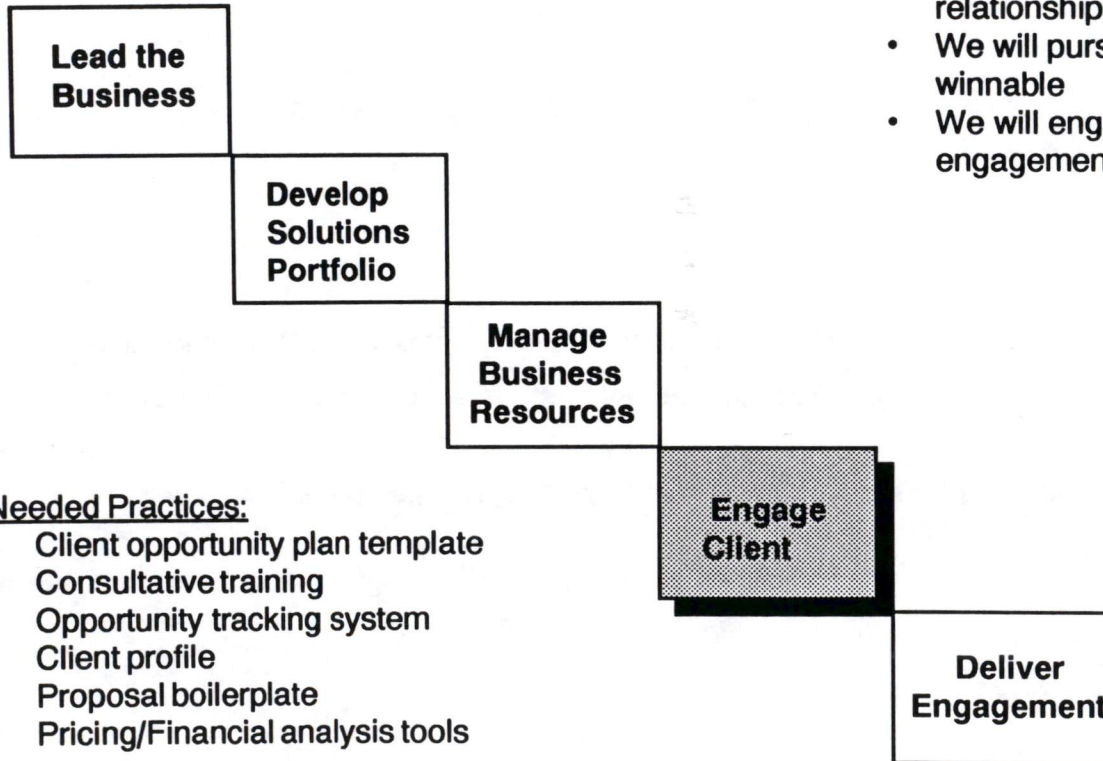 relationship
• We will purs
winnable
• We will eng
engagemen
Lead the
Business
Develop
Solutions
Portfolio
Manage
Business
Resources
Engage
Client
Deliver
Engagement
Needed Practices:
Client opportunity plan template
Consultative training
Opportunity tracking system
Client profile
Proposal boilerplate
Pricing/Financial analysis tools